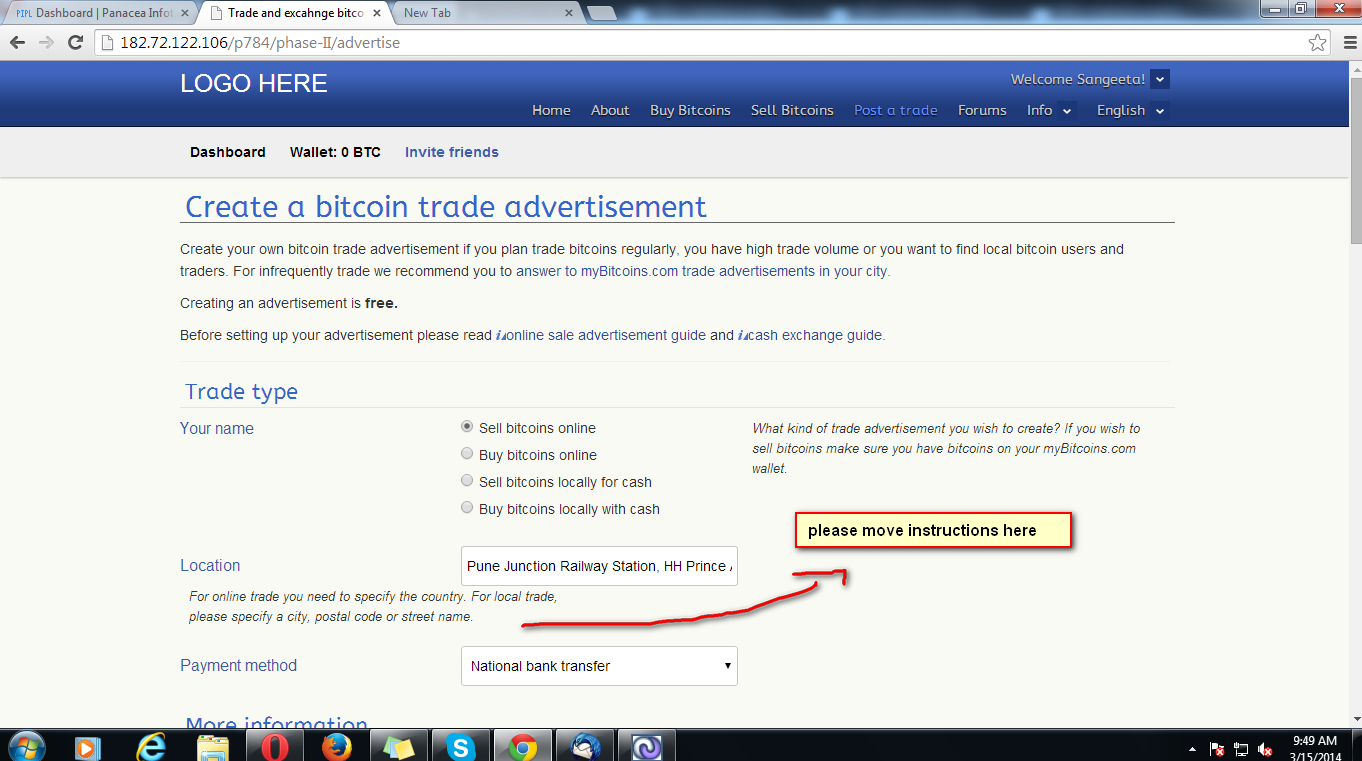 PIPL Dashboard | Panacea Infot
Trade and excahnge bitco
New Tab
182.72.122.106/p784/phase-II/advertise
LOGO HERE
Welcome Sangeeta!
Home About Buy Bitcoins Sell Bitcoins Post a trade Forums Info English
Dashboard Wallet: 0 BTC Invite friends
Create a bitcoin trade advertisement
Create your own bitcoin trade advertisement if you plan trade bitcoins regularly, you have high trade volume or you want to find local bitcoin users and
traders. For infrequently trade we recommend you to answer to myBitcoins.com trade advertisements in your city.
Creating an advertisement is free.
Before setting up your advertisement please read online sale advertisement guide and cash exchange guide.
Trade type
Your name
Sell bitcoins online
Buy bitcoins online
Sell bitcoins locally for cash
Buy bitcoins locally with cash
What kind of trade advertisement you wish to create? If you wish to
sell bitcoins make sure you have bitcoins on your myBitcoins.com
wallet.
please move instructions here
Location
Pune Junction Railway Station, HH Prince A
For online trade you need to specify the country. For local trade,
please specify a city, postal code or street name.
Payment method
National bank transfer
More information
9:49 AM
3/15/2014